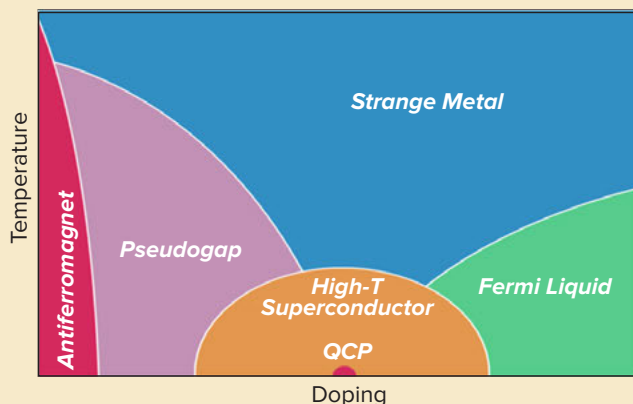 Temperature
Antiferromagnet
Pseudogap
Strange Metal
High-T
Superconductor
QCP
Fermi Liquid
Doping